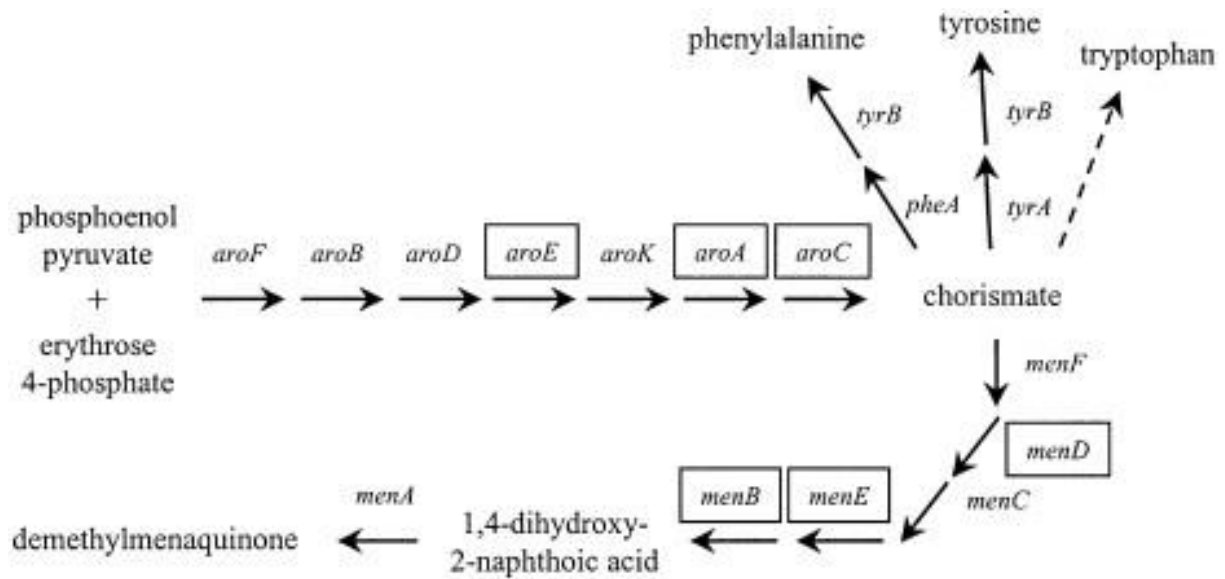 phenylalanine
tyrosine
tryptophan
tyrB
tyrB
pheA
tyrA
phosphoenol
pyruvate
+
erythrose
4-phosphate
aroF
aroB
aroD
aroE
aroK
aroA
aroC
chorismate
menF
menD
menC
menE
menB
1,4-dihydroxy-
2-naphthoic acid
menA
demethylmenaquinone